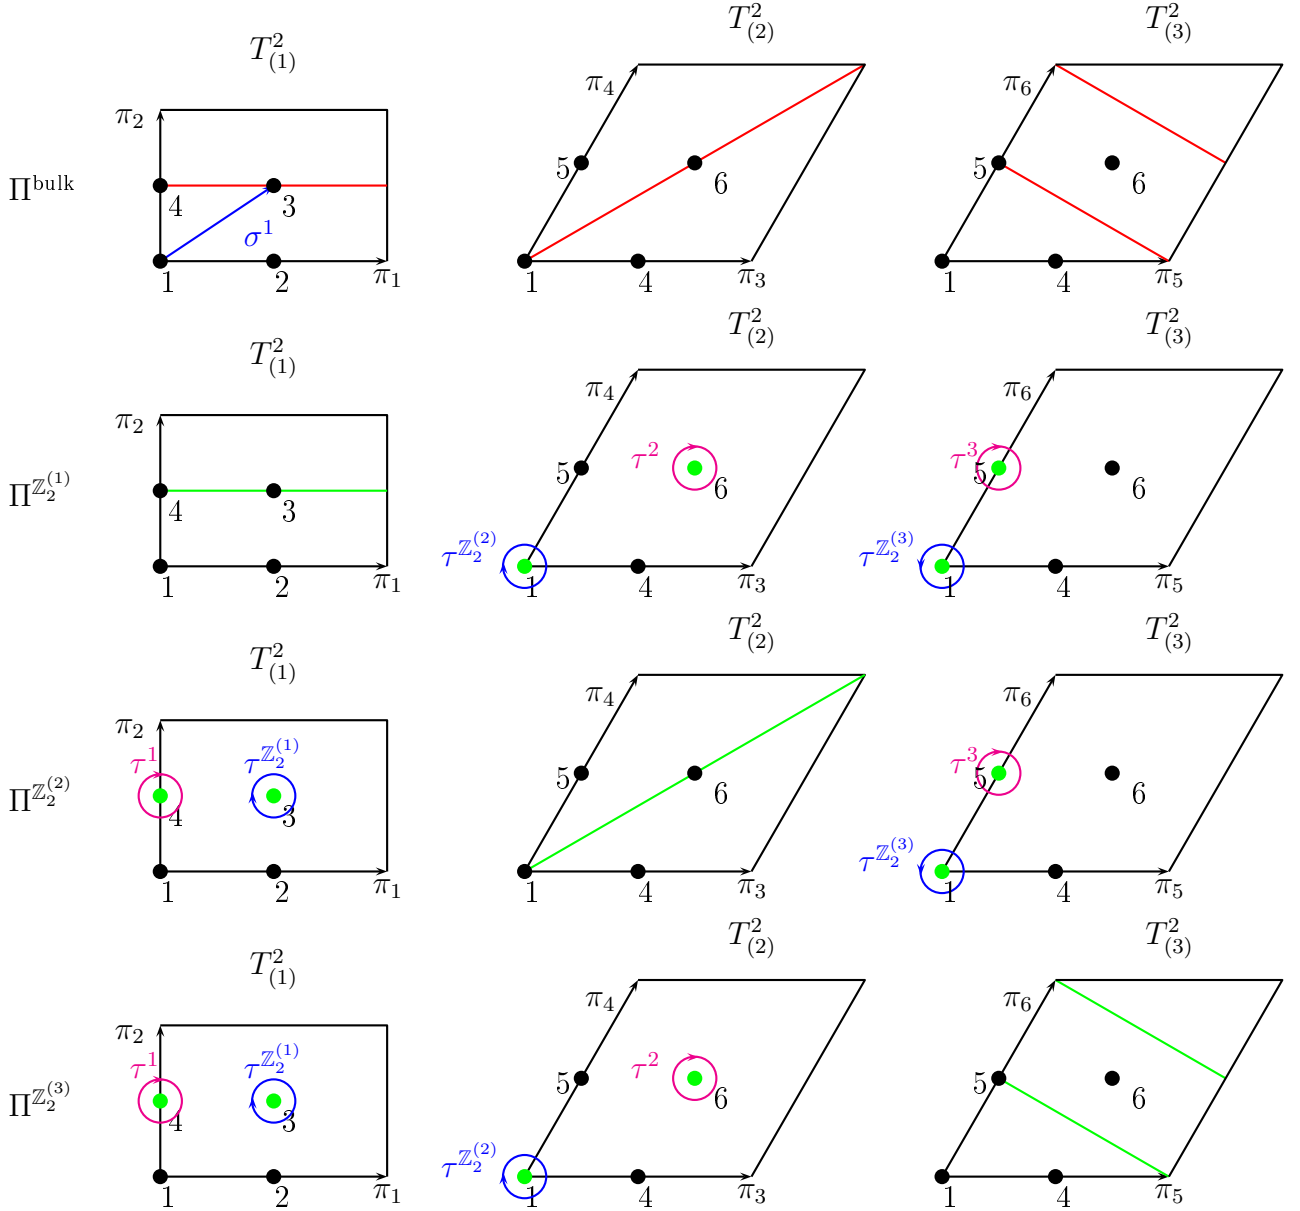 T²₍₁₎ T²₍₂₎ T²₍₃₎
Π^bulk
π₂ 4 3 σ¹ 1 2 π₁
π₄ 5 6 1 4 π₃
π₆ 5 6 1 4 π₅
T²₍₁₎ T²₍₂₎ T²₍₃₎
Π^{ℤ₂^{(1)}}
π₂ 4 3 1 2 π₁
π₄ 5 τ² 6 τ^{ℤ₂^{(2)}} 1 4 π₃
π₆ τ³ 5 6 τ^{ℤ₂^{(3)}} 1 4 π₅
T²₍₁₎ T²₍₂₎ T²₍₃₎
Π^{ℤ₂^{(2)}}
π₂ τ¹ τ^{ℤ₂^{(1)}} 4 3 1 2 π₁
π₄ 5 6 1 4 π₃
π₆ τ³ 5 6 τ^{ℤ₂^{(3)}} 1 4 π₅
T²₍₁₎ T²₍₂₎ T²₍₃₎
Π^{ℤ₂^{(3)}}
π₂ τ¹ τ^{ℤ₂^{(1)}} 4 3 1 2 π₁
π₄ 5 τ² 6 τ^{ℤ₂^{(2)}} 1 4 π₃
π₆ 5 6 1 4 π₅